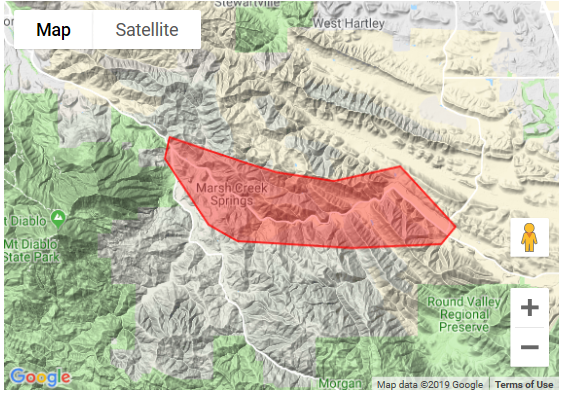 Stewartville
West Hartley
Map
Satellite
Marsh Creek
Springs
t Diablo
Mt Diablo
State Park
Round Valley
Regional
Preserve
+
−
Google
Morgan
Map data ©2019 Google
Terms of Use